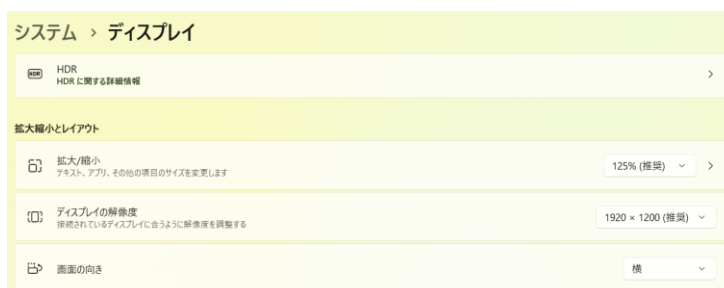 システム › ディスプレイ
HDR
HDR
HDR に関する詳細情報
拡大縮小とレイアウト
拡大/縮小
テキスト、アプリ、その他の項目のサイズを変更します
125% (推奨)
ディスプレイの解像度
接続されているディスプレイに合うように解像度を調整する
1920 × 1200 (推奨)
画面の向き
横